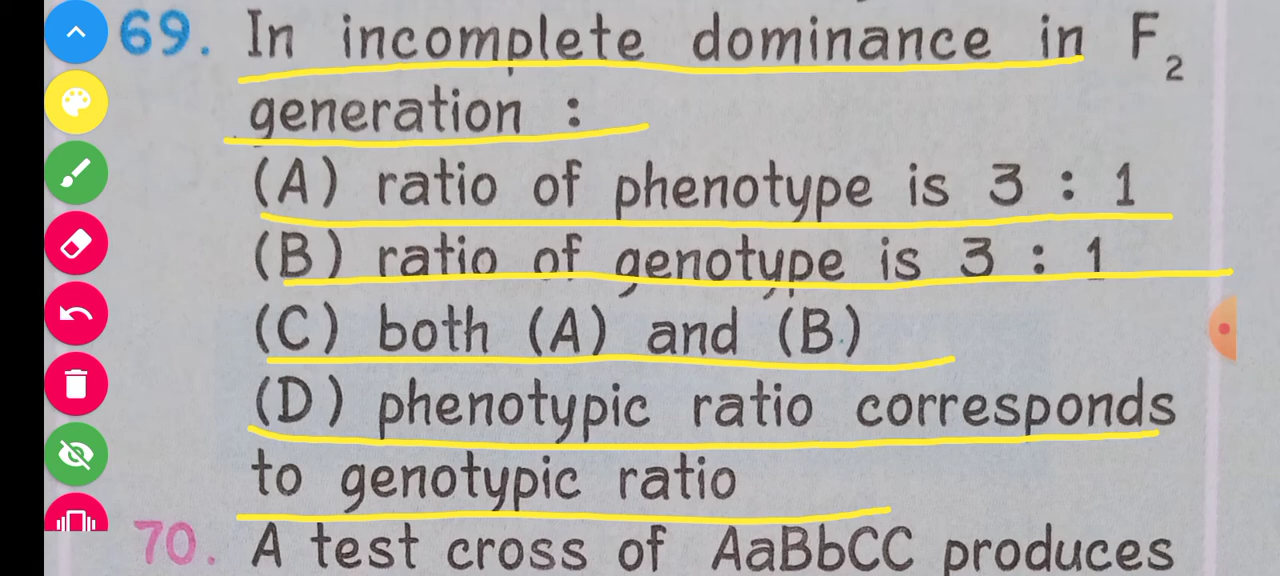 69. In incomplete dominance in F₂
generation :
(A) ratio of phenotype is 3 : 1
(B) ratio of genotype is 3 : 1
(C) both (A) and (B)
(D) phenotypic ratio corresponds
to genotypic ratio
70. A test cross of AaBbCC produces